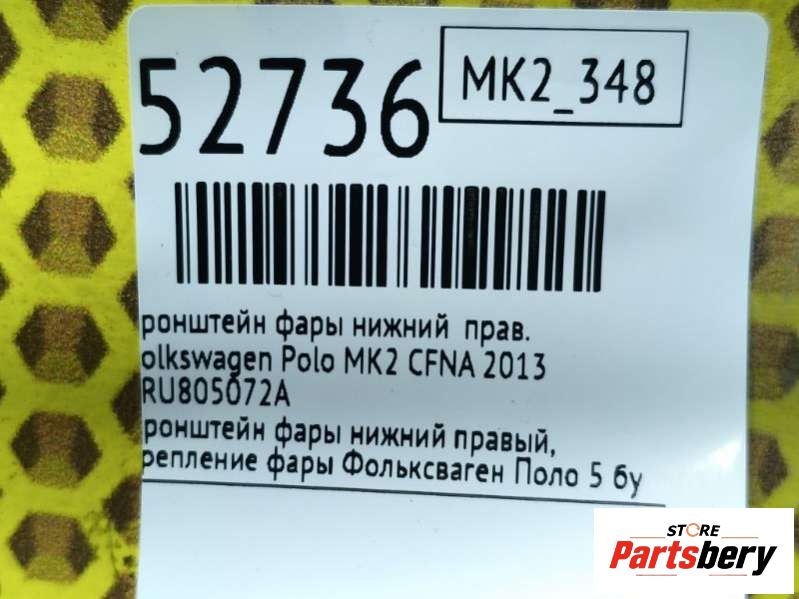 52736
MK2_348
ронштейн фары нижний прав.
olkswagen Polo MK2 CFNA 2013
RU805072A
ронштейн фары нижний правый,
репление фары Фольксваген Поло 5 бу
STORE
Partsbery